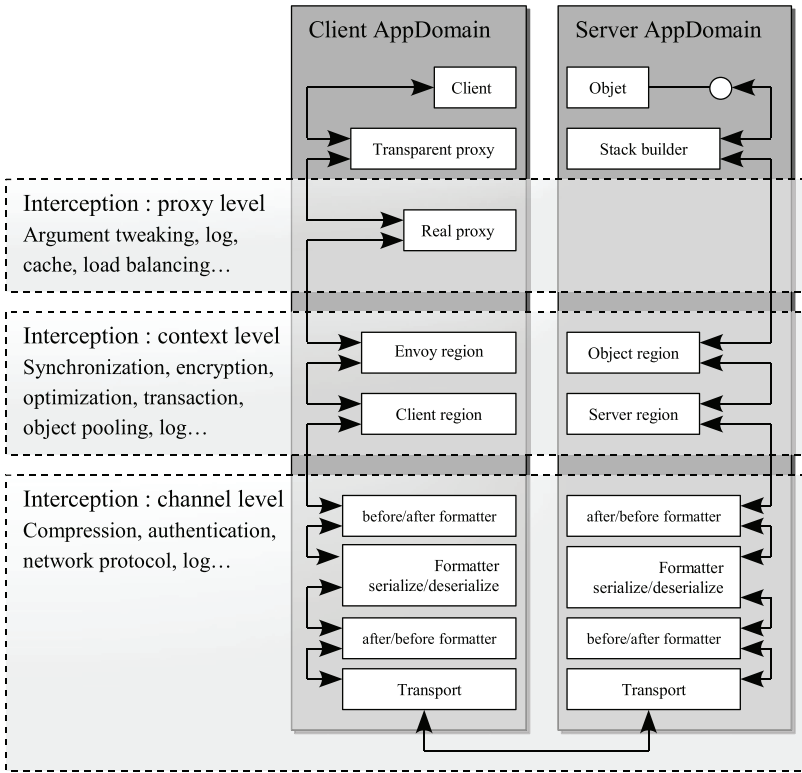 Client AppDomain
Server AppDomain
Client
Objet
Transparent proxy
Stack builder
Interception : proxy level
Argument tweaking, log,
cache, load balancing…
Real proxy
Interception : context level
Synchronization, encryption,
optimization, transaction,
object pooling, log…
Envoy region
Object region
Client region
Server region
Interception : channel level
Compression, authentication,
network protocol, log…
before/after formatter
after/before formatter
Formatter
serialize/deserialize
Formatter
serialize/deserialize
after/before formatter
before/after formatter
Transport
Transport